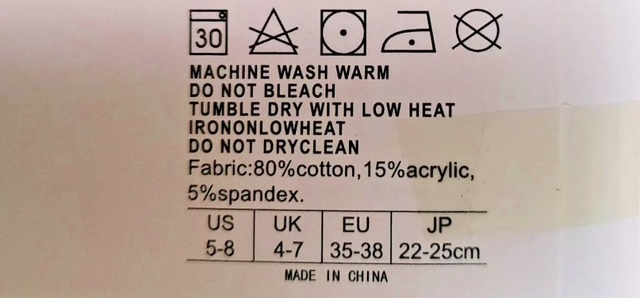 30
MACHINE WASH WARM
DO NOT BLEACH
TUMBLE DRY WITH LOW HEAT
IRONONLOWHEAT
DO NOT DRYCLEAN
Fabric:80%cotton,15%acrylic,
5%spandex.
US UK EU JP
5-8 4-7 35-38 22-25cm
MADE IN CHINA